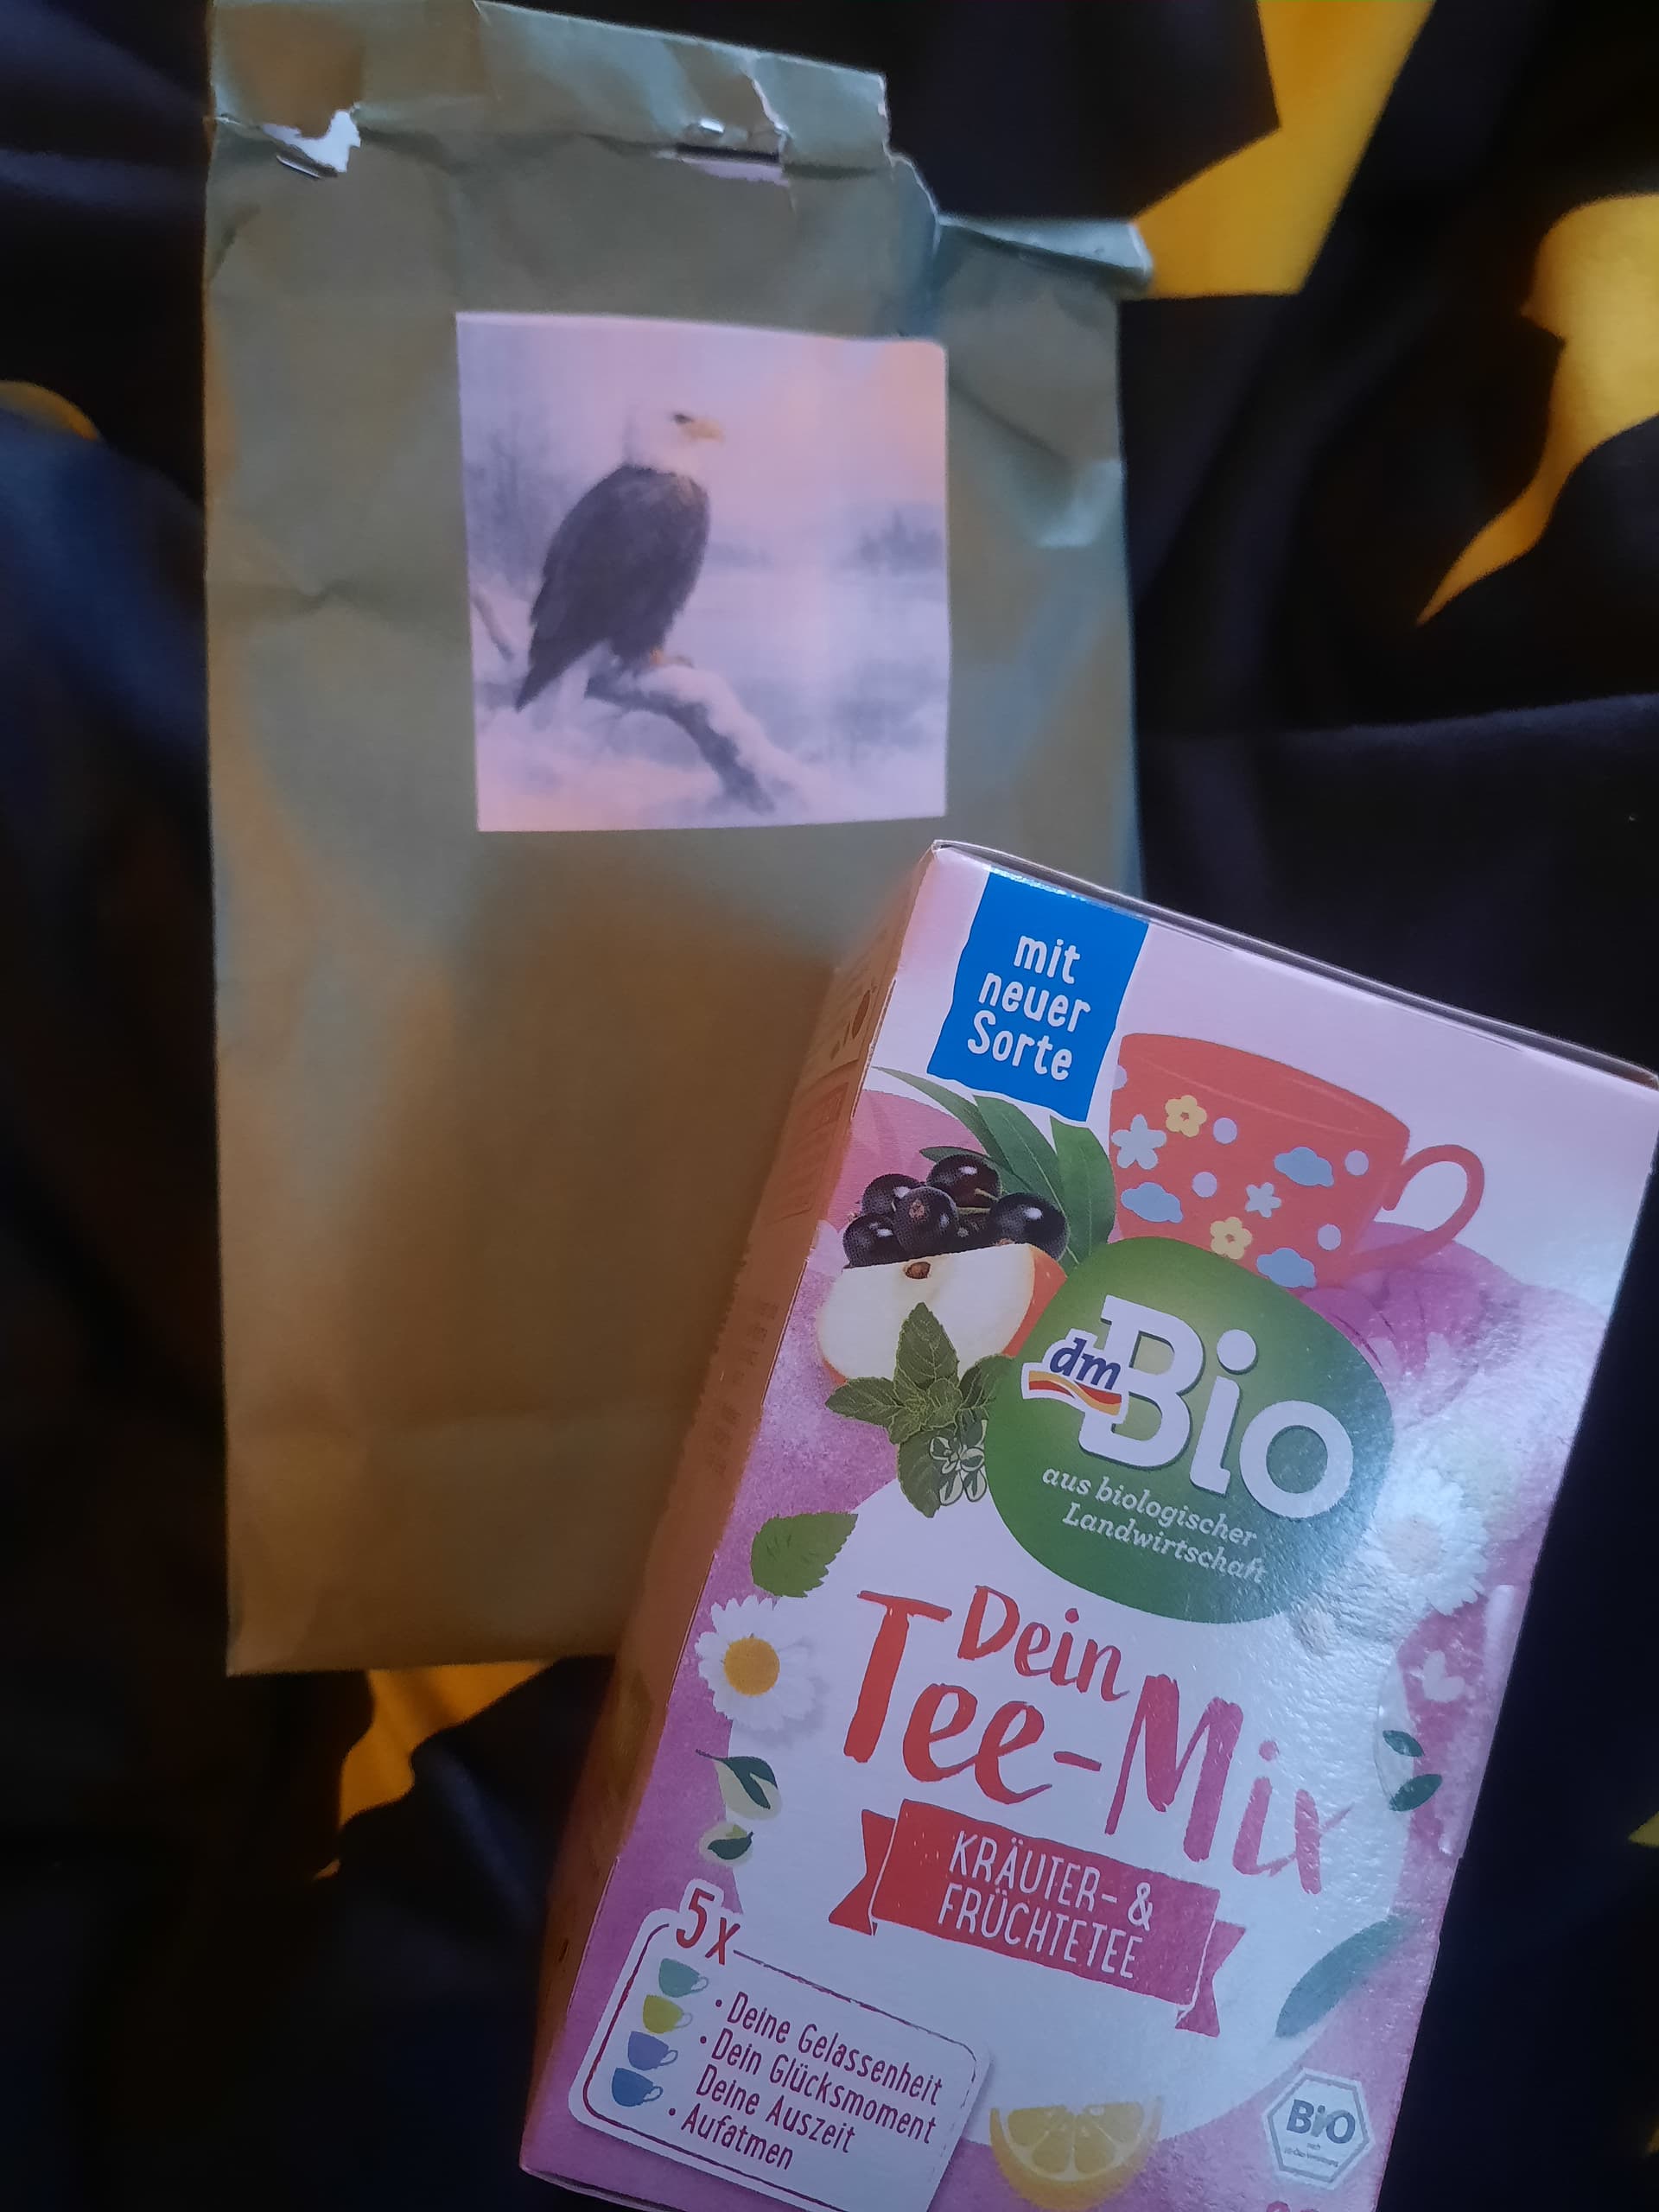 mit
neuer
Sorte
dm
Bio
aus biologischer
Landwirtschaft
Dein
Tee-Mix
KRÄUTER- &
FRÜCHTETEE
5x
• Deine Gelassenheit
• Dein Glücksmoment
Deine Auszeit
• Aufatmen
BIO